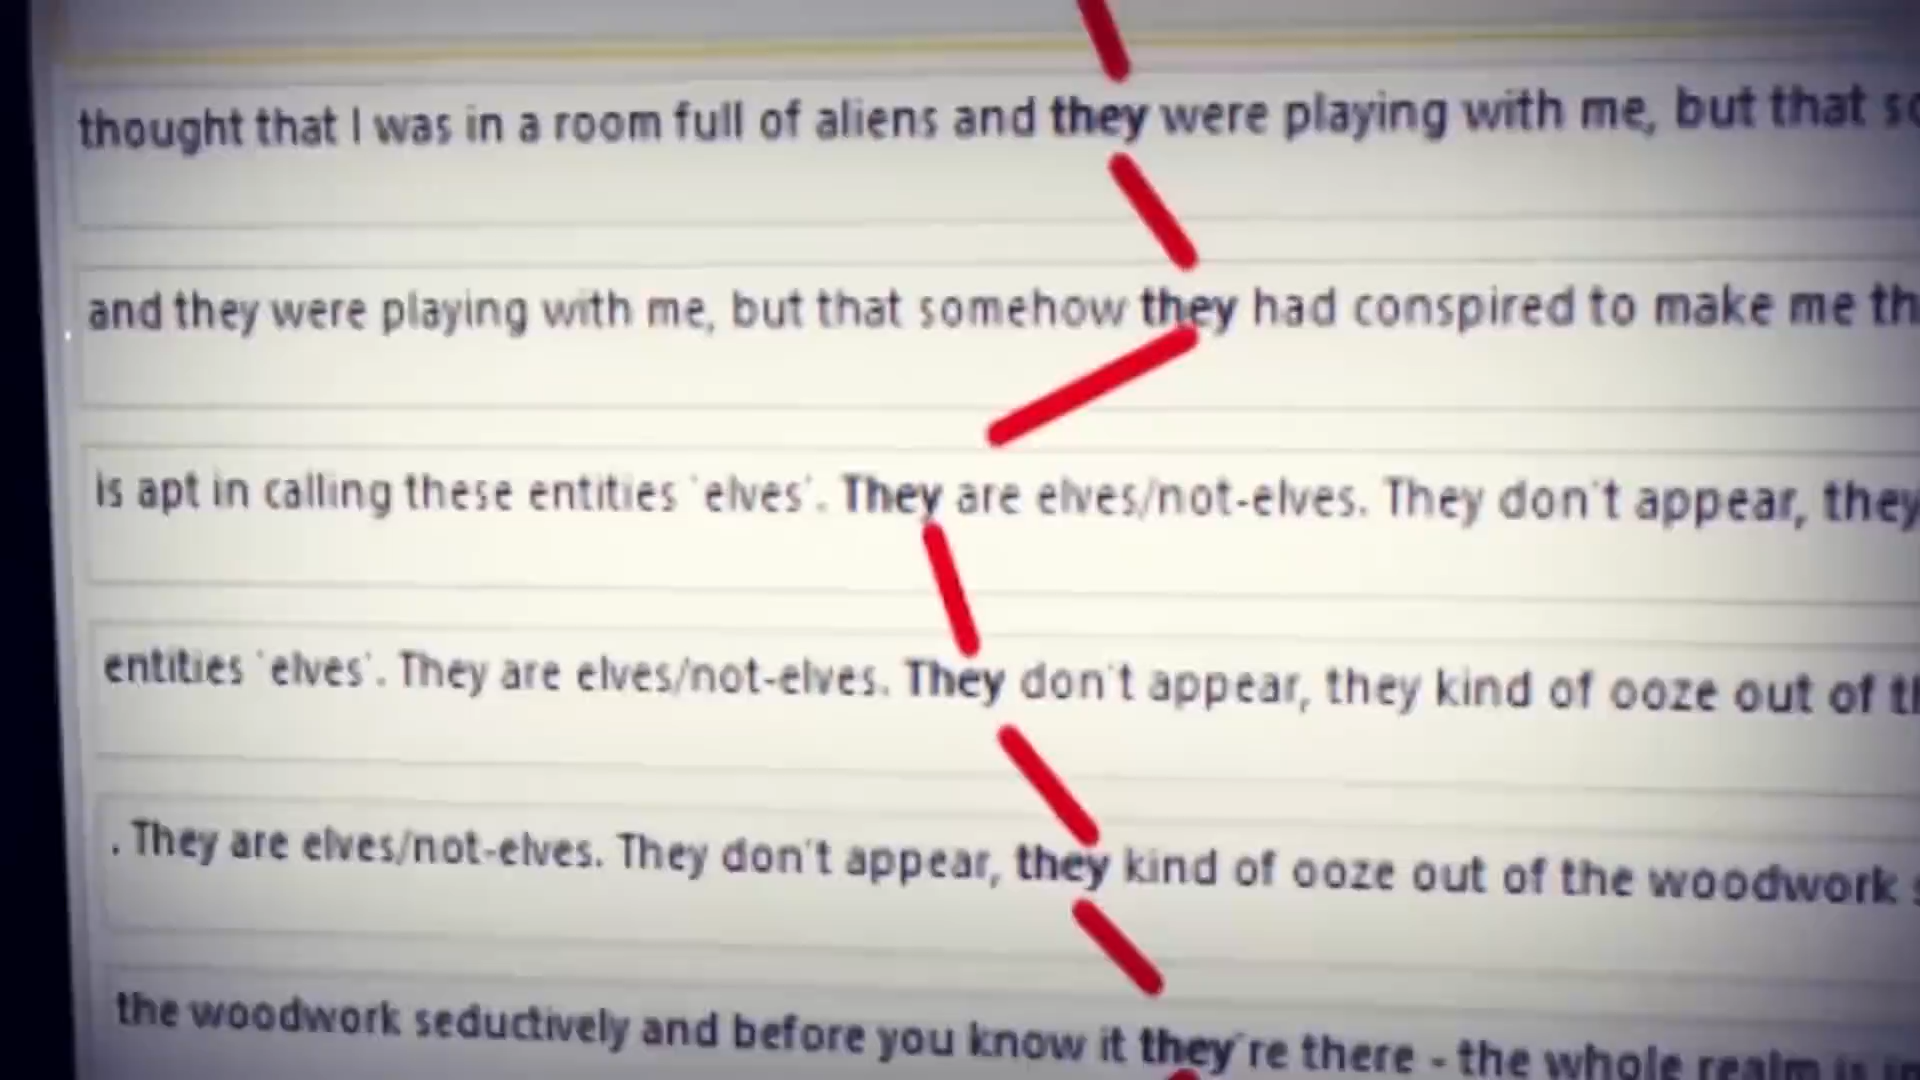 thought that I was in a room full of aliens and they were playing with me, but that
and they were playing with me, but that somehow they had conspired to make me
is apt in calling these entities 'elves'. They are elves/not-elves. They don't appear, they
entities 'elves'. They are elves/not-elves. They don't appear, they kind of ooze out of
. They are elves/not-elves. They don't appear, they kind of ooze out of the woodwork
the woodwork seductively and before you know it they're there - the whole realm is